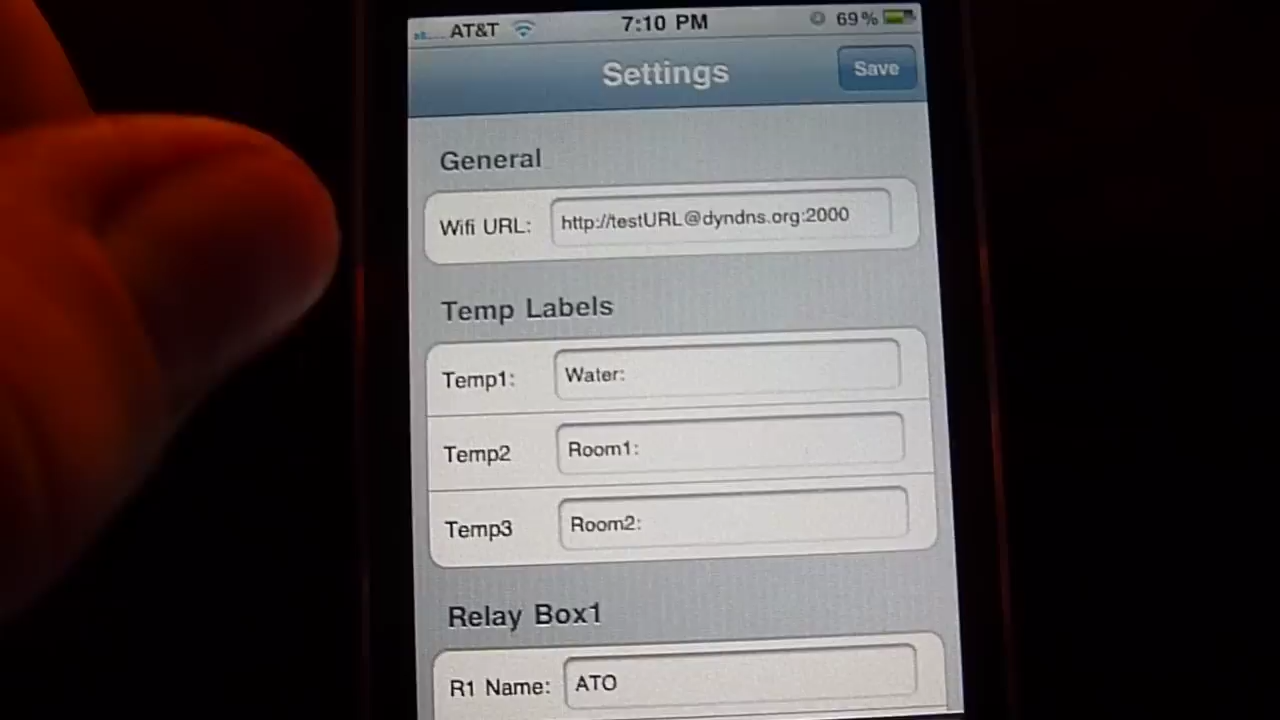 AT&T 7:10 PM 69%
Settings Save
General
Wifi URL: http://testURL@dyndns.org:2000
Temp Labels
Temp1: Water:
Temp2 Room1:
Temp3 Room2:
Relay Box1
R1 Name: ATO